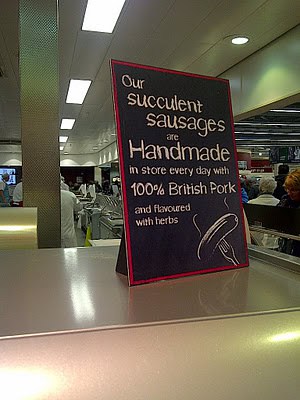 Our
succulent
sausages
are
Handmade
in store every day with
100% British Pork
and flavoured
with herbs